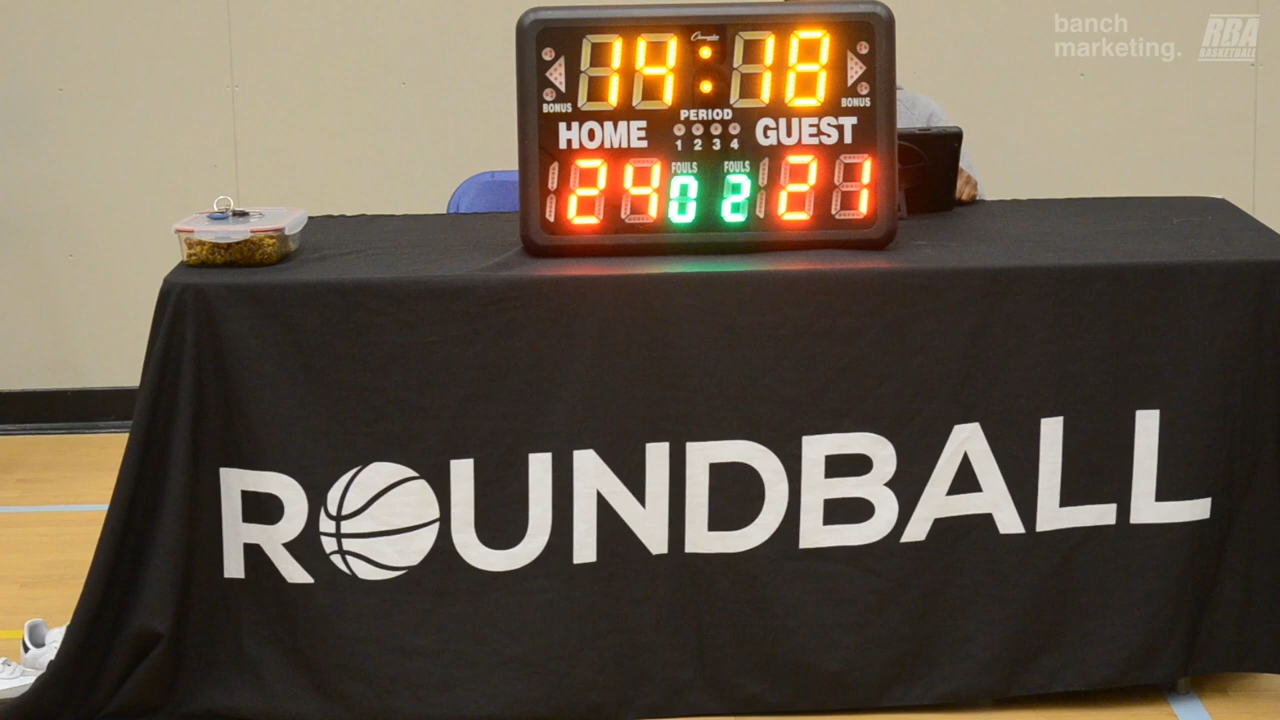 banch
marketing.
RBA
BASKETBALL
Champion
14:18
BONUS
BONUS
PERIOD
HOME
GUEST
1 2 3 4
FOULS
FOULS
24
0
2
21
ROUNDBALL